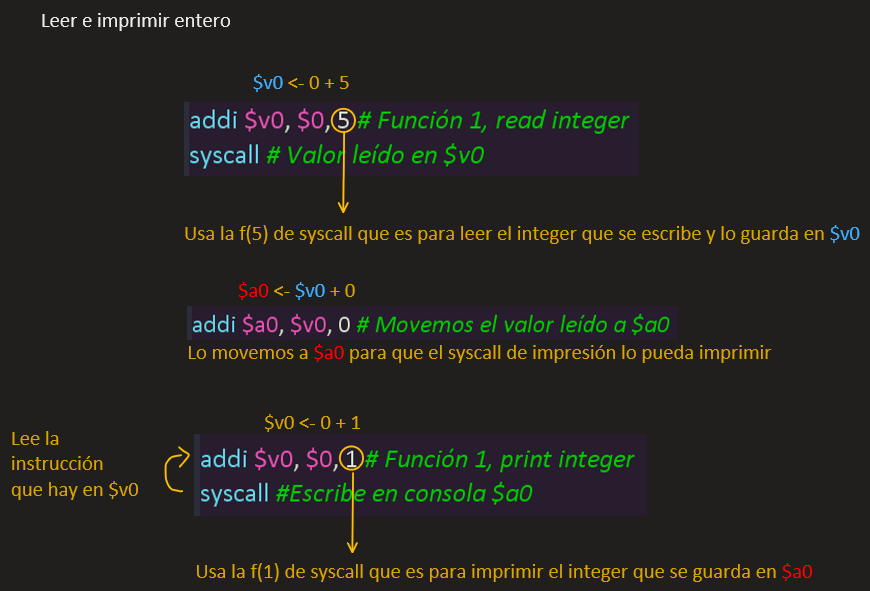 Leer e imprimir entero
$v0 <- 0 + 5
addi $v0, $0,5 # Función 1, read integer
syscall # Valor leído en $v0
Usa la f(5) de syscall que es para leer el integer que se escribe y lo guarda en $v0
$a0 <- $v0 + 0
addi $a0, $v0, 0 # Movemos el valor leído a $a0
Lo movemos a $a0 para que el syscall de impresión lo pueda imprimir
$v0 <- 0 + 1
Lee la
instrucción
que hay en $v0
addi $v0, $0,1 # Función 1, print integer
syscall #Escribe en consola $a0
Usa la f(1) de syscall que es para imprimir el integer que se guarda en $a0